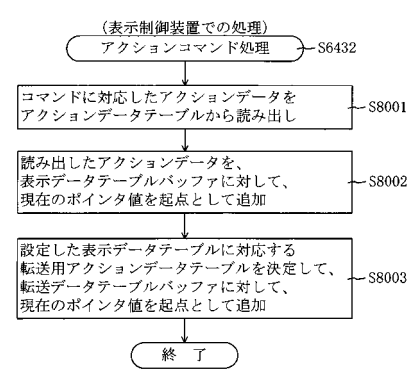 (表示制御装置での処理)
アクションコマンド処理
S6432
コマンドに対応したアクションデータを
アクションデータテーブルから読み出し
S8001
読み出したアクションデータを、
表示データテーブルバッファに対して、
現在のポインタ値を起点として追加
S8002
設定した表示データテーブルに対応する
転送用アクションデータテーブルを決定して、
転送データテーブルバッファに対して、
現在のポインタ値を起点として追加
S8003
終 了